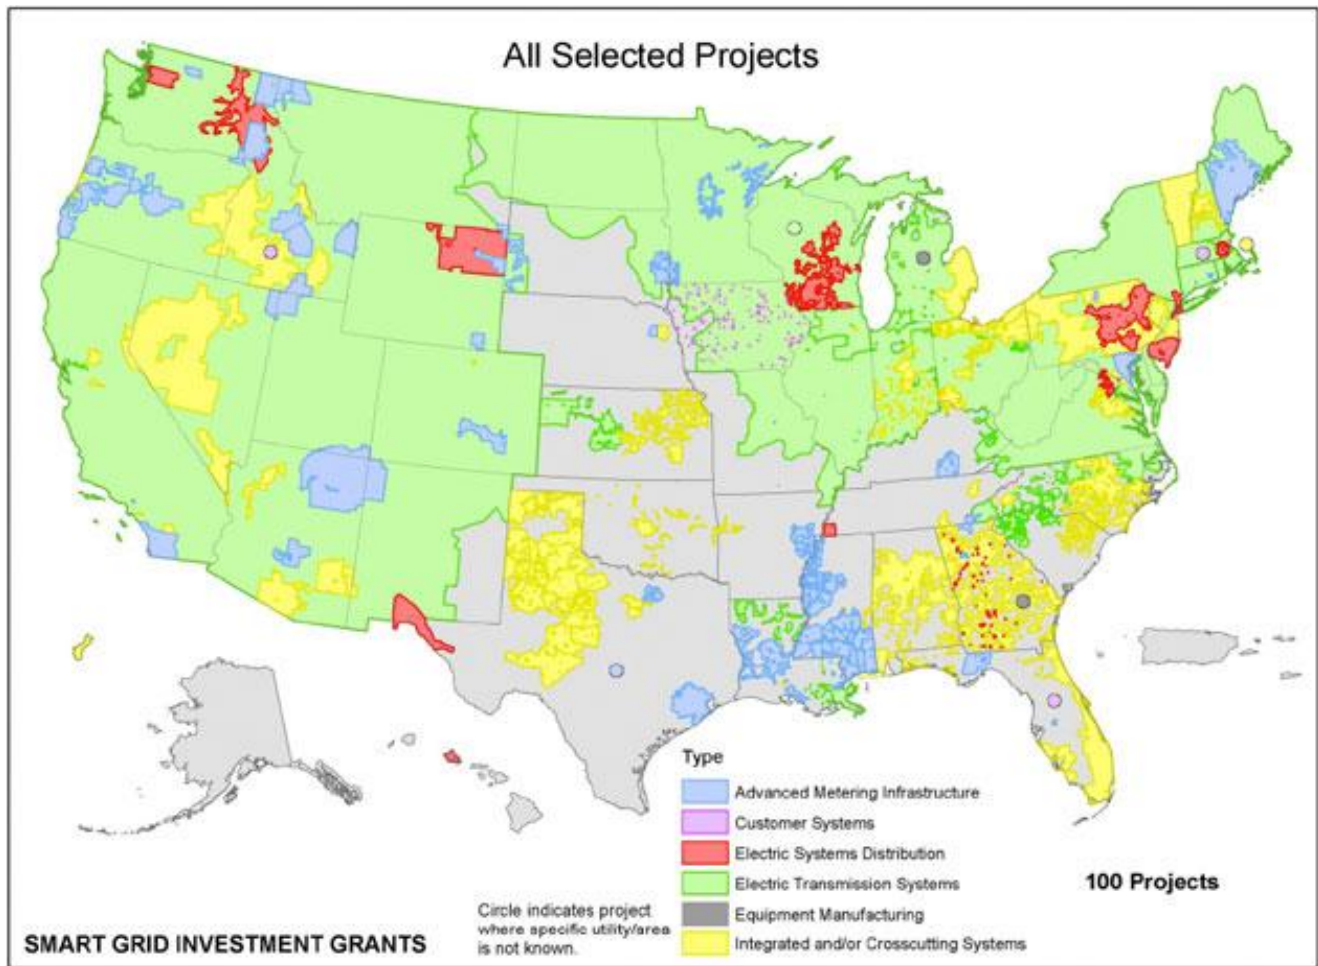 All Selected Projects
Type
Advanced Metering Infrastructure
Customer Systems
Electric Systems Distribution
Electric Transmission Systems
Equipment Manufacturing
Integrated and/or Crosscutting Systems
100 Projects
Circle indicates project
where specific utility/area
is not known.
SMART GRID INVESTMENT GRANTS